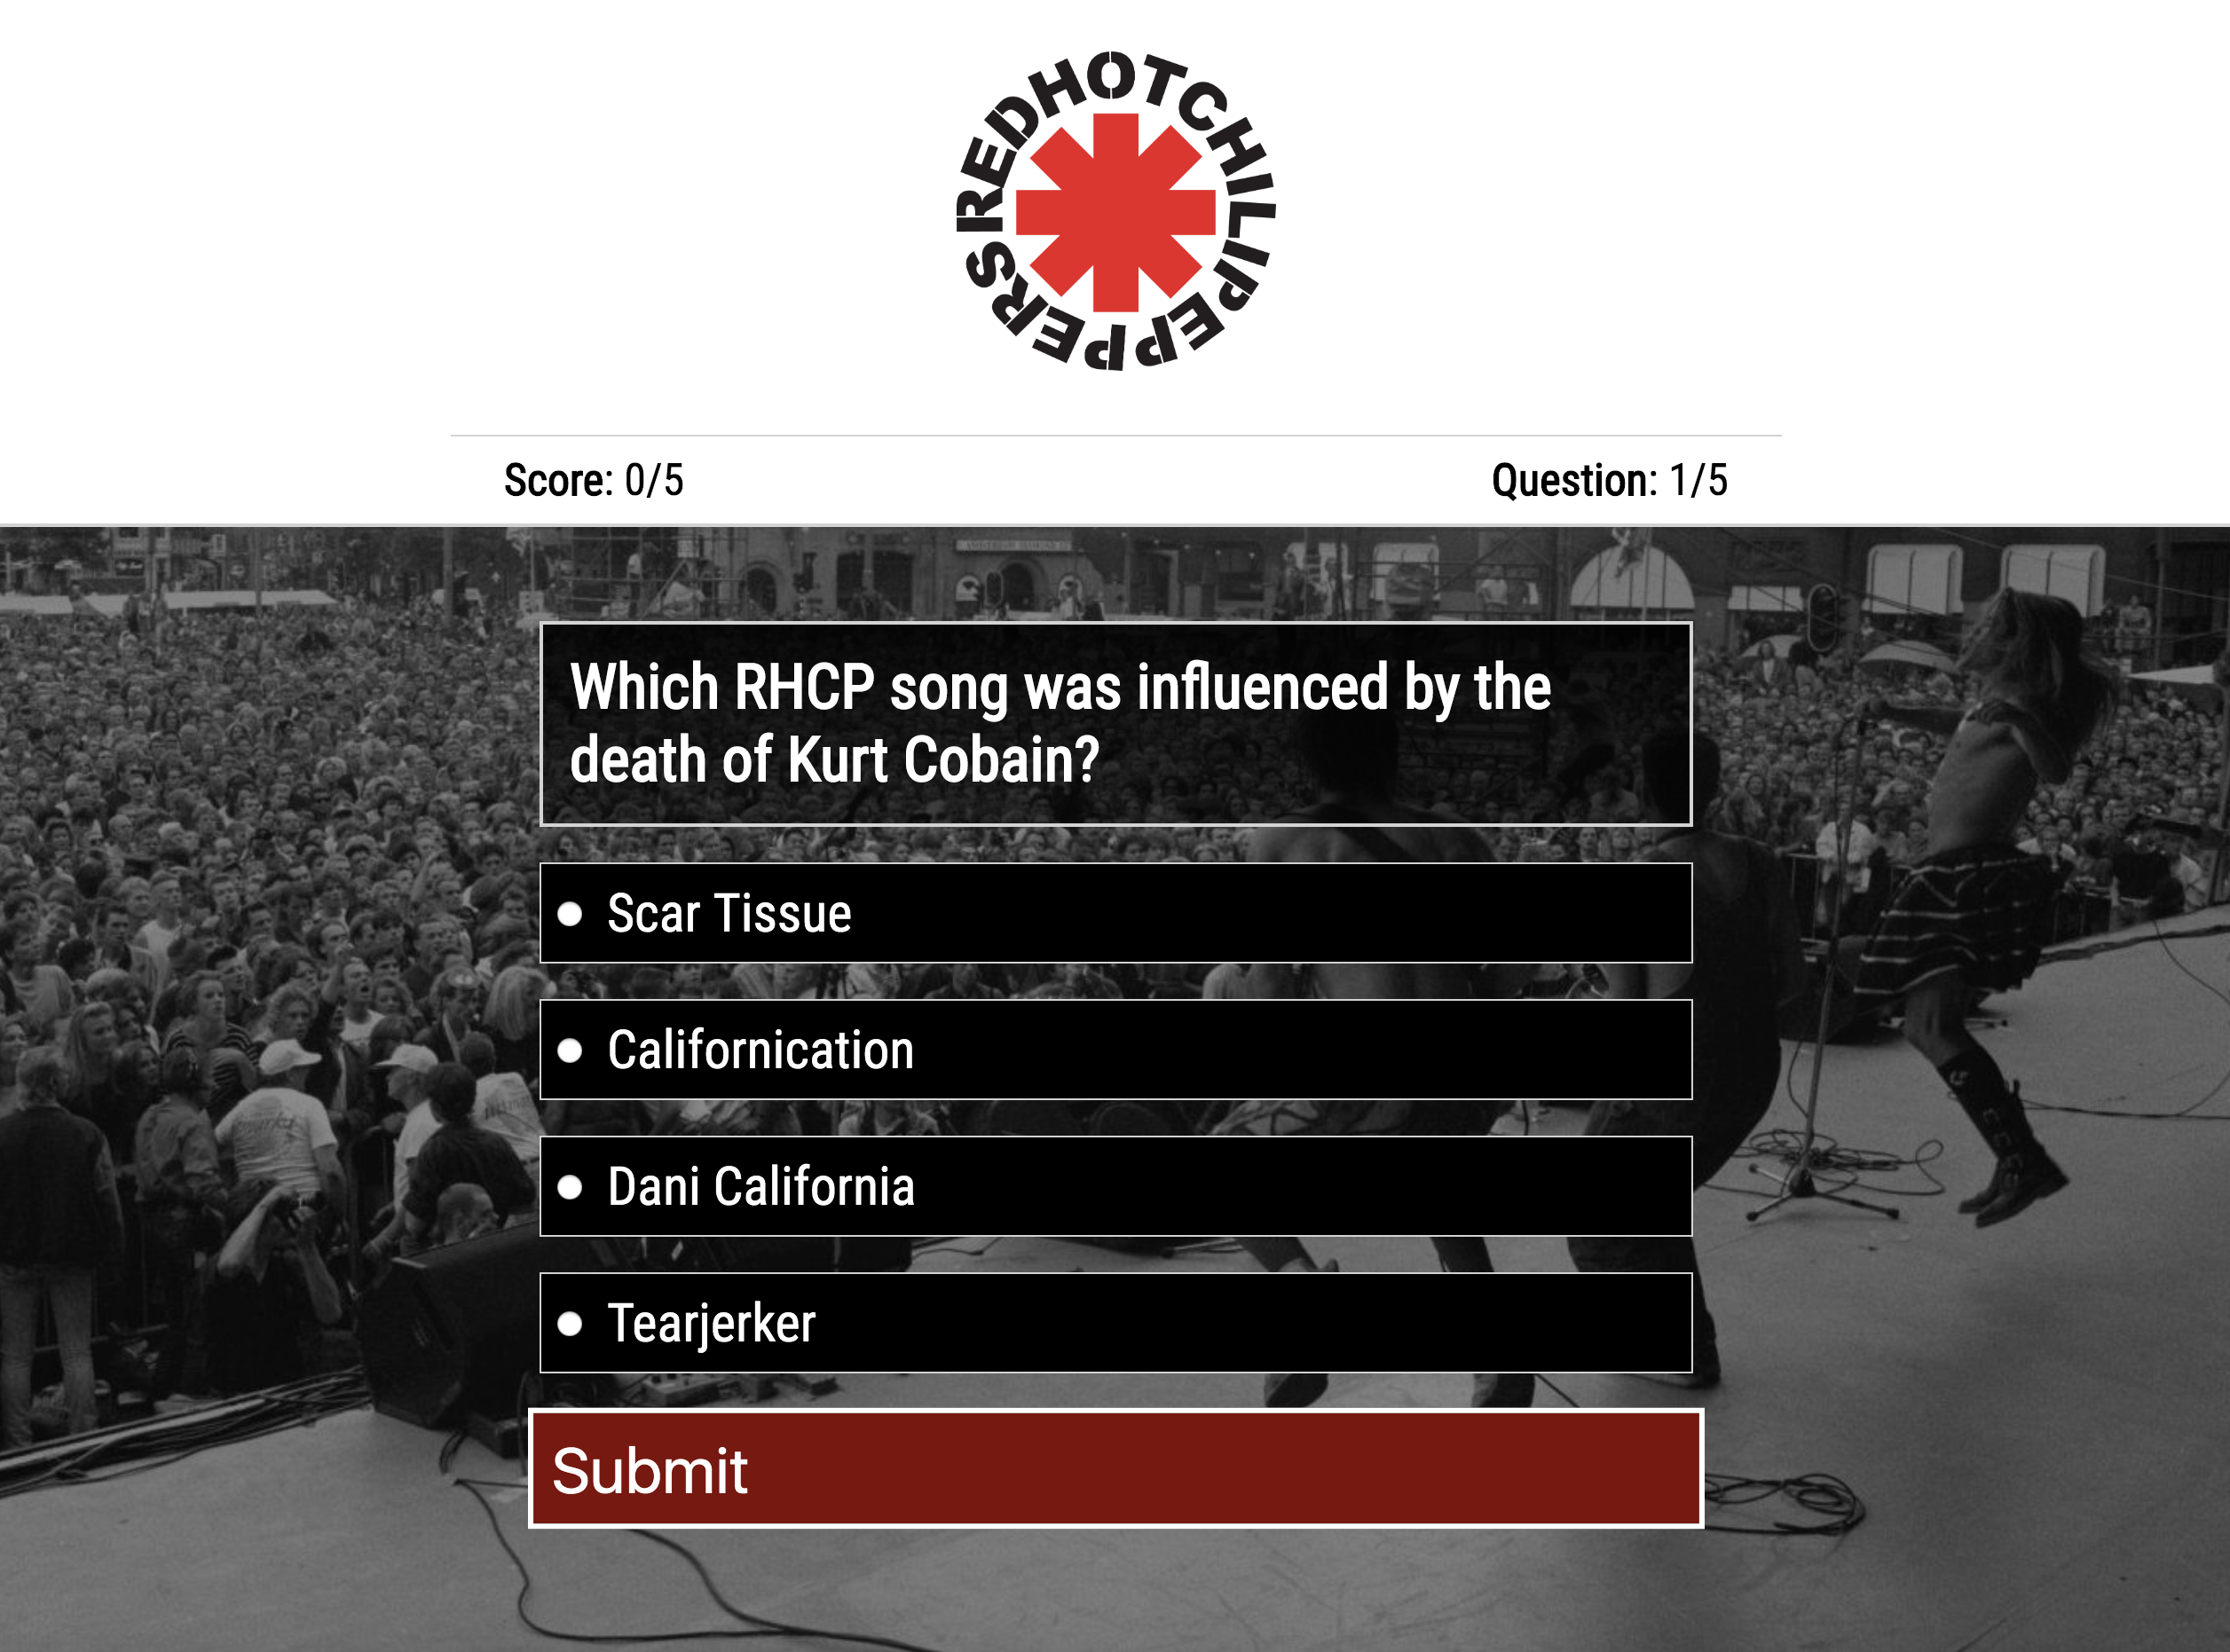 REDHOTCHILIPEPPERS
Score: 0/5
Question: 1/5
Which RHCP song was influenced by the
death of Kurt Cobain?
Scar Tissue
Californication
Dani California
Tearjerker
Submit